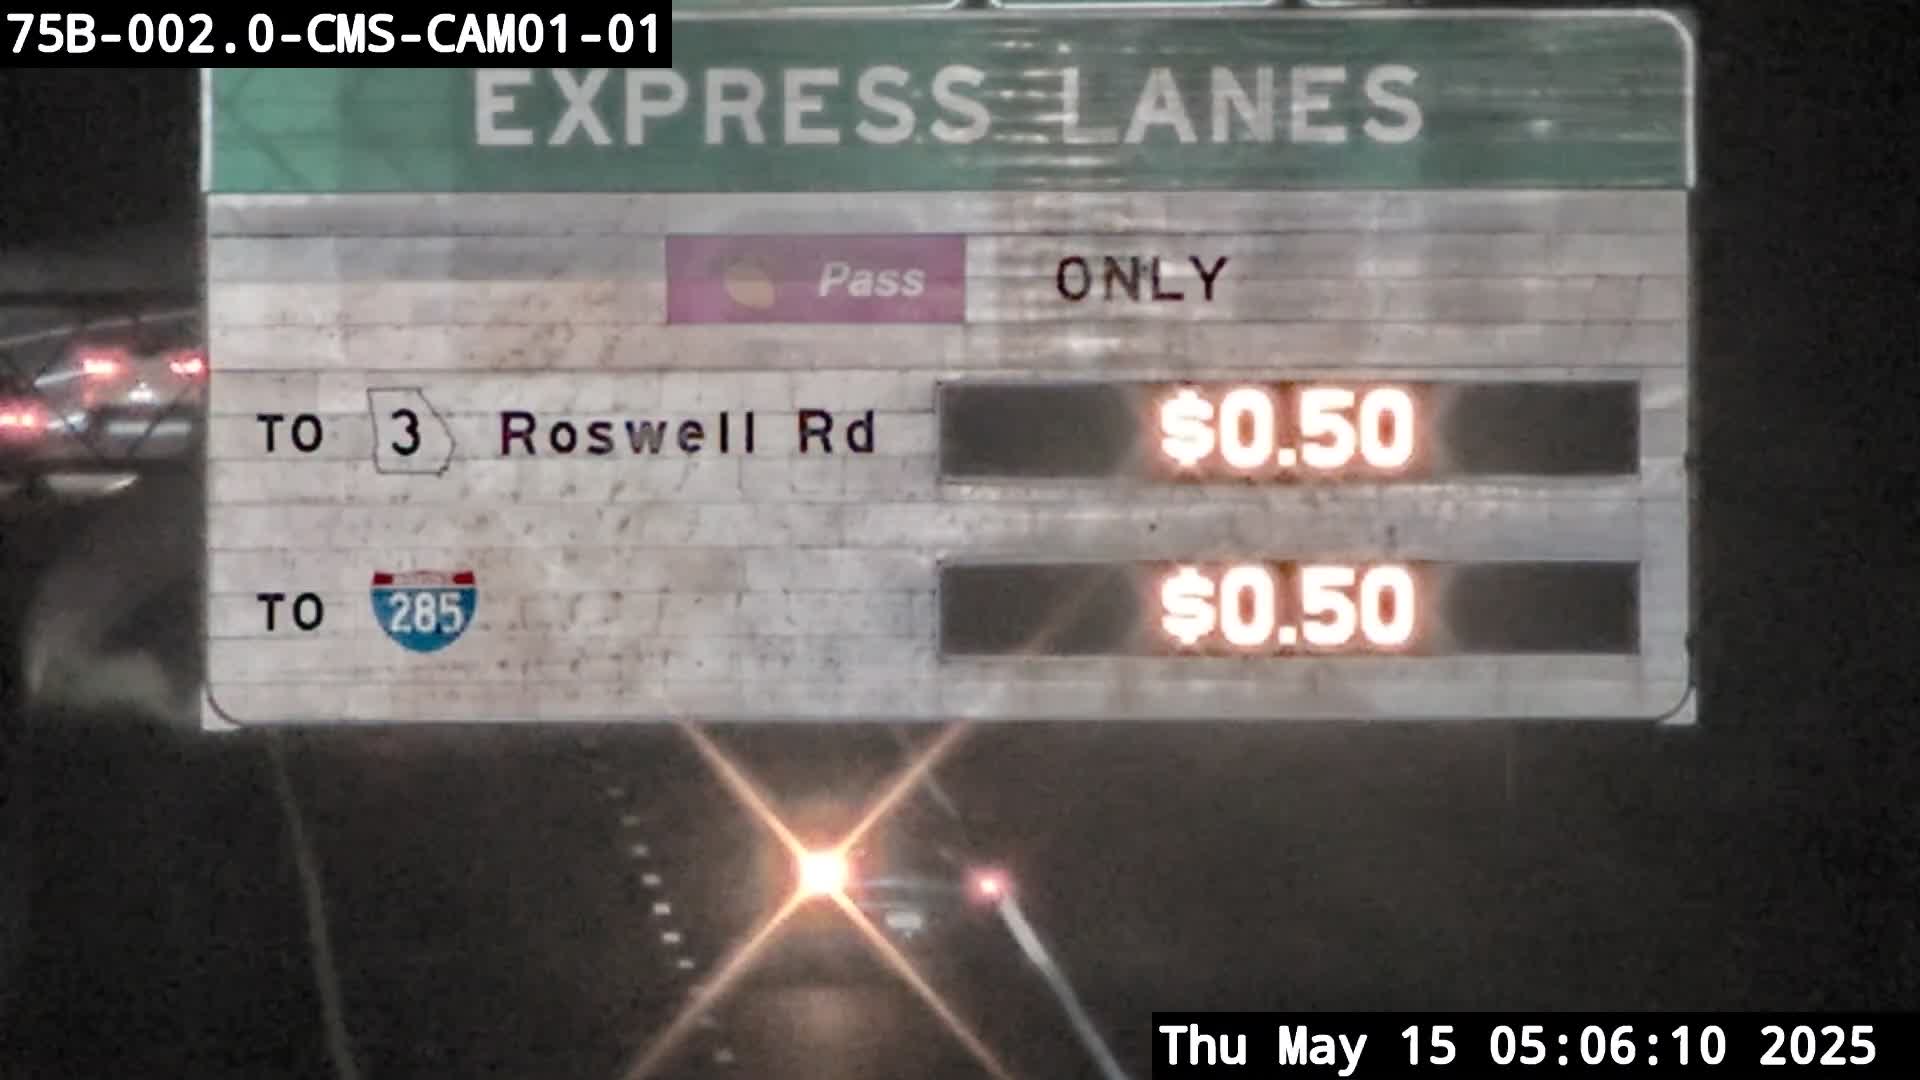 75B-002.0-CMS-CAM01-01
EXPRESS LANES
Pass ONLY
TO 3 Roswell Rd $0.50
TO 285 $0.50
Thu May 15 05:06:10 2025